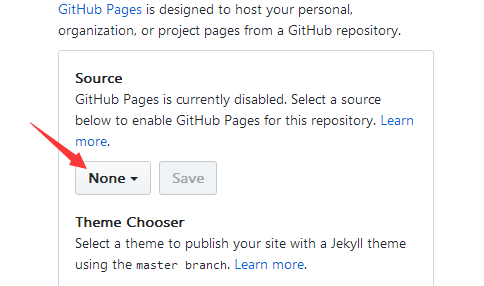 GitHub Pages is designed to host your personal,
organization, or project pages from a GitHub repository.
Source
GitHub Pages is currently disabled. Select a source
below to enable GitHub Pages for this repository. Learn
more.
None Save
Theme Chooser
Select a theme to publish your site with a Jekyll theme
using the master branch. Learn more.